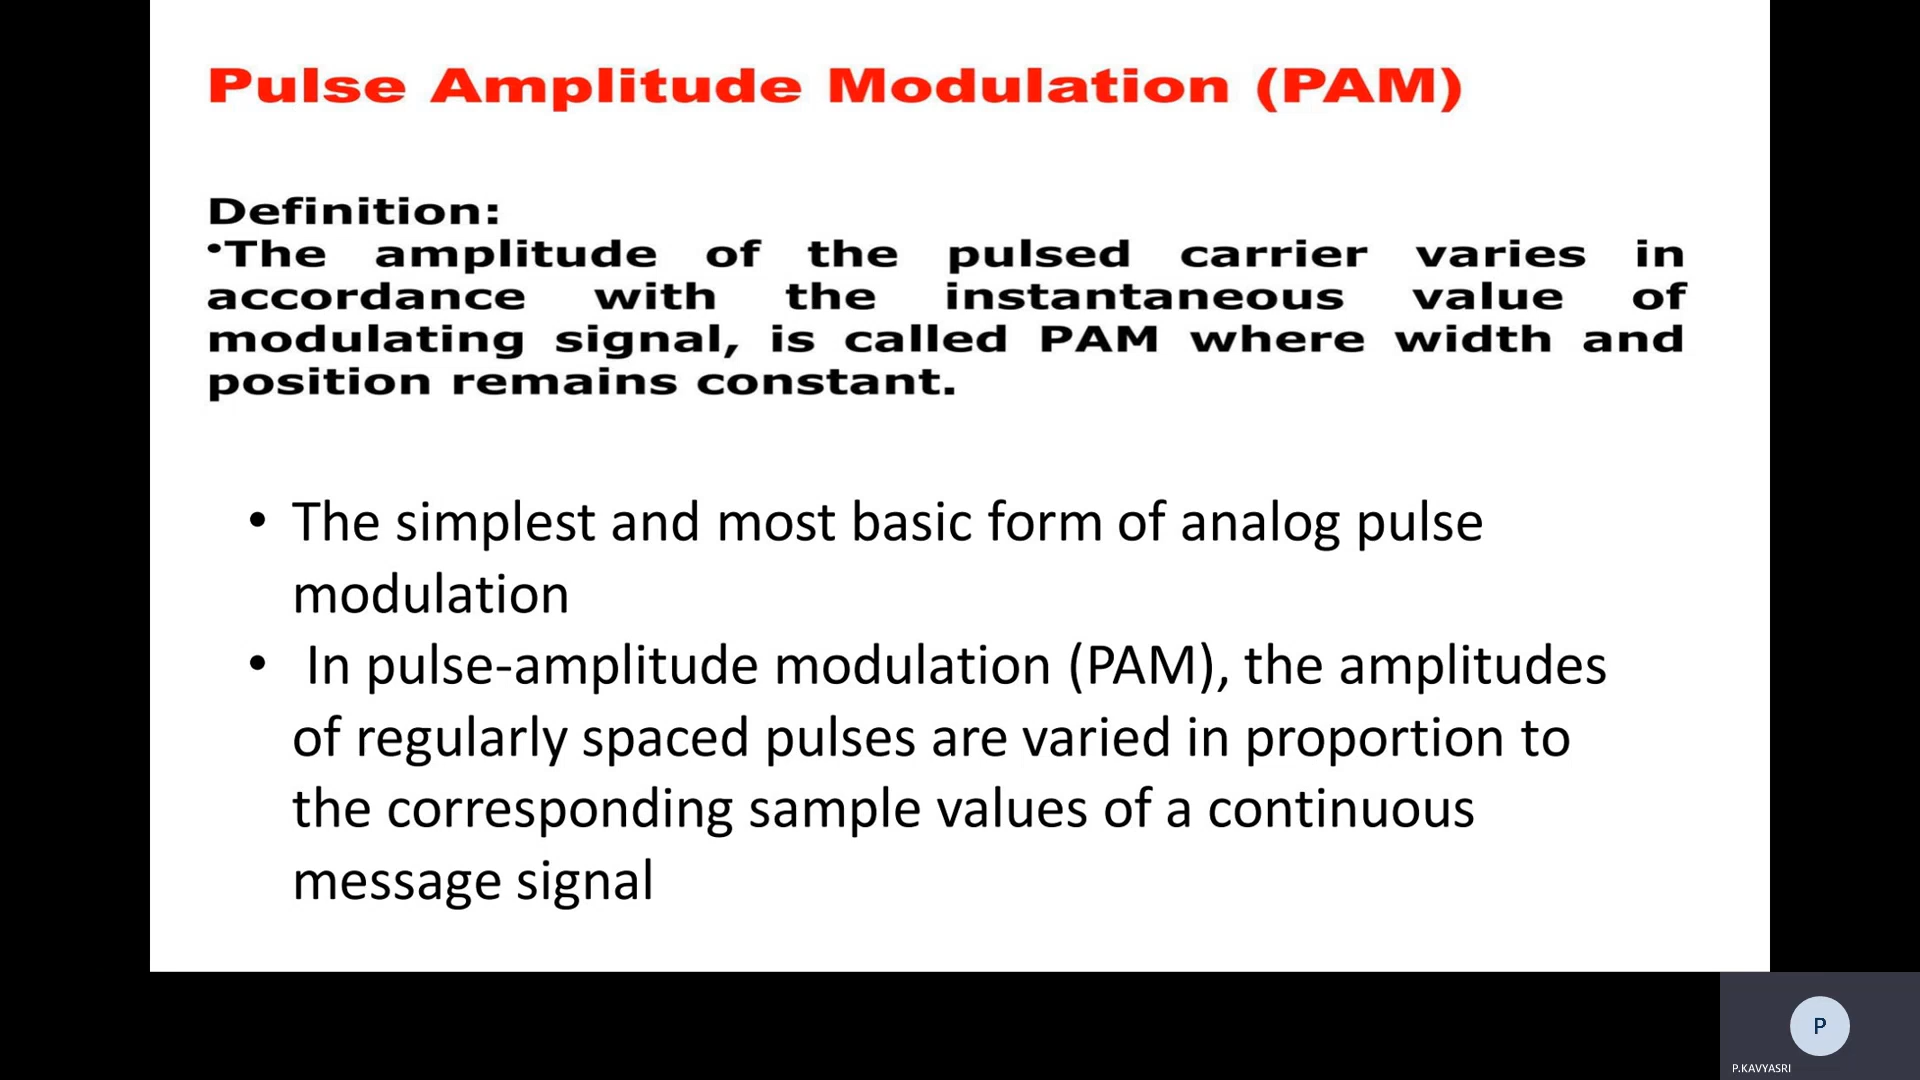 Pulse Amplitude Modulation (PAM)
Definition:
•The amplitude of the pulsed carrier varies in
accordance with the instantaneous value of
modulating signal, is called PAM where width and
position remains constant.
• The simplest and most basic form of analog pulse
modulation
• In pulse-amplitude modulation (PAM), the amplitudes
of regularly spaced pulses are varied in proportion to
the corresponding sample values of a continuous
message signal
P
P.KAVYASRI